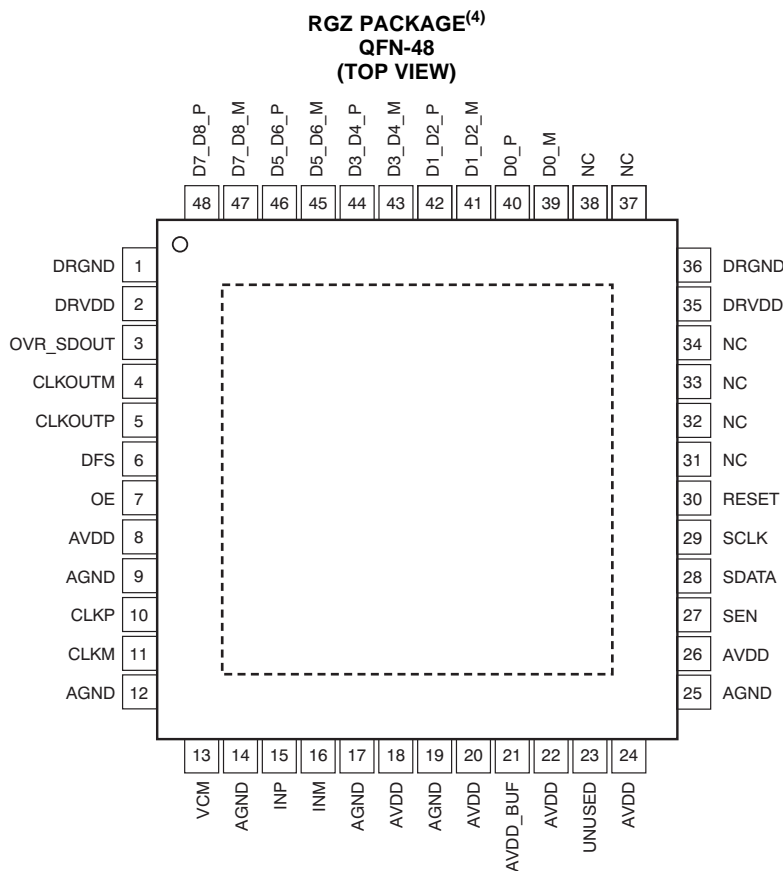 RGZ PACKAGE(4)
QFN-48
(TOP VIEW)
D7_D8_P
D7_D8_M
D5_D6_P
D5_D6_M
D3_D4_P
D3_D4_M
D1_D2_P
D1_D2_M
D0_P
D0_M
NC
NC
48 47 46 45 44 43 42 41 40 39 38 37
DRGND 1
DRVDD 2
OVR_SDOUT 3
CLKOUTM 4
CLKOUTP 5
DFS 6
OE 7
AVDD 8
AGND 9
CLKP 10
CLKM 11
AGND 12
36 DRGND
35 DRVDD
34 NC
33 NC
32 NC
31 NC
30 RESET
29 SCLK
28 SDATA
27 SEN
26 AVDD
25 AGND
13 14 15 16 17 18 19 20 21 22 23 24
VCM
AGND
INP
INM
AGND
AVDD
AGND
AVDD
AVDD_BUF
AVDD
UNUSED
AVDD